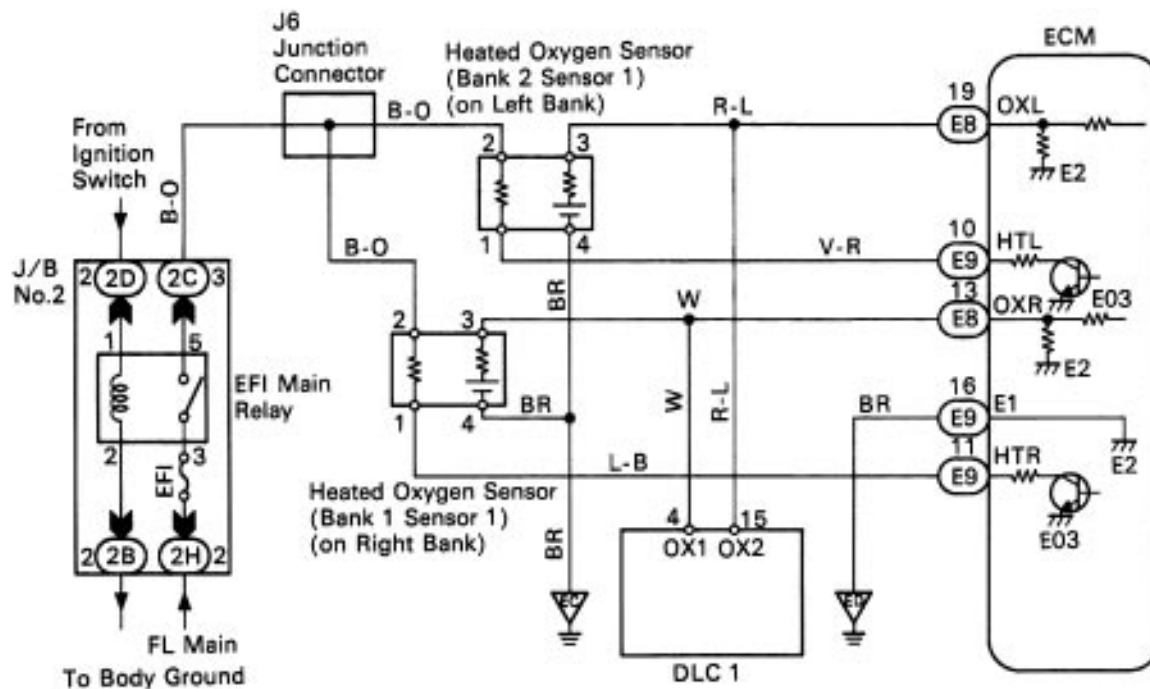 J6
Junction
Connector
Heated Oxygen Sensor
(Bank 2 Sensor 1)
(on Left Bank)
ECM
From
Ignition
Switch
B-O
B-O
B-O
R-L
19
E8
OXL
E2
2
3
1
4
V-R
10
E9
HTL
E03
J/B
No.2
2
2D
2C
3
1
5
EFI Main
Relay
2
3
EFI
2
2B
2H
2
FL Main
To Body Ground
BR
W
13
E8
OXR
E2
2
3
1
4
BR
W
R-L
BR
16
E9
E1
E2
L-B
11
E9
HTR
E03
Heated Oxygen Sensor
(Bank 1 Sensor 1)
(on Right Bank)
BR
EC
4
15
OX1
OX2
DLC 1